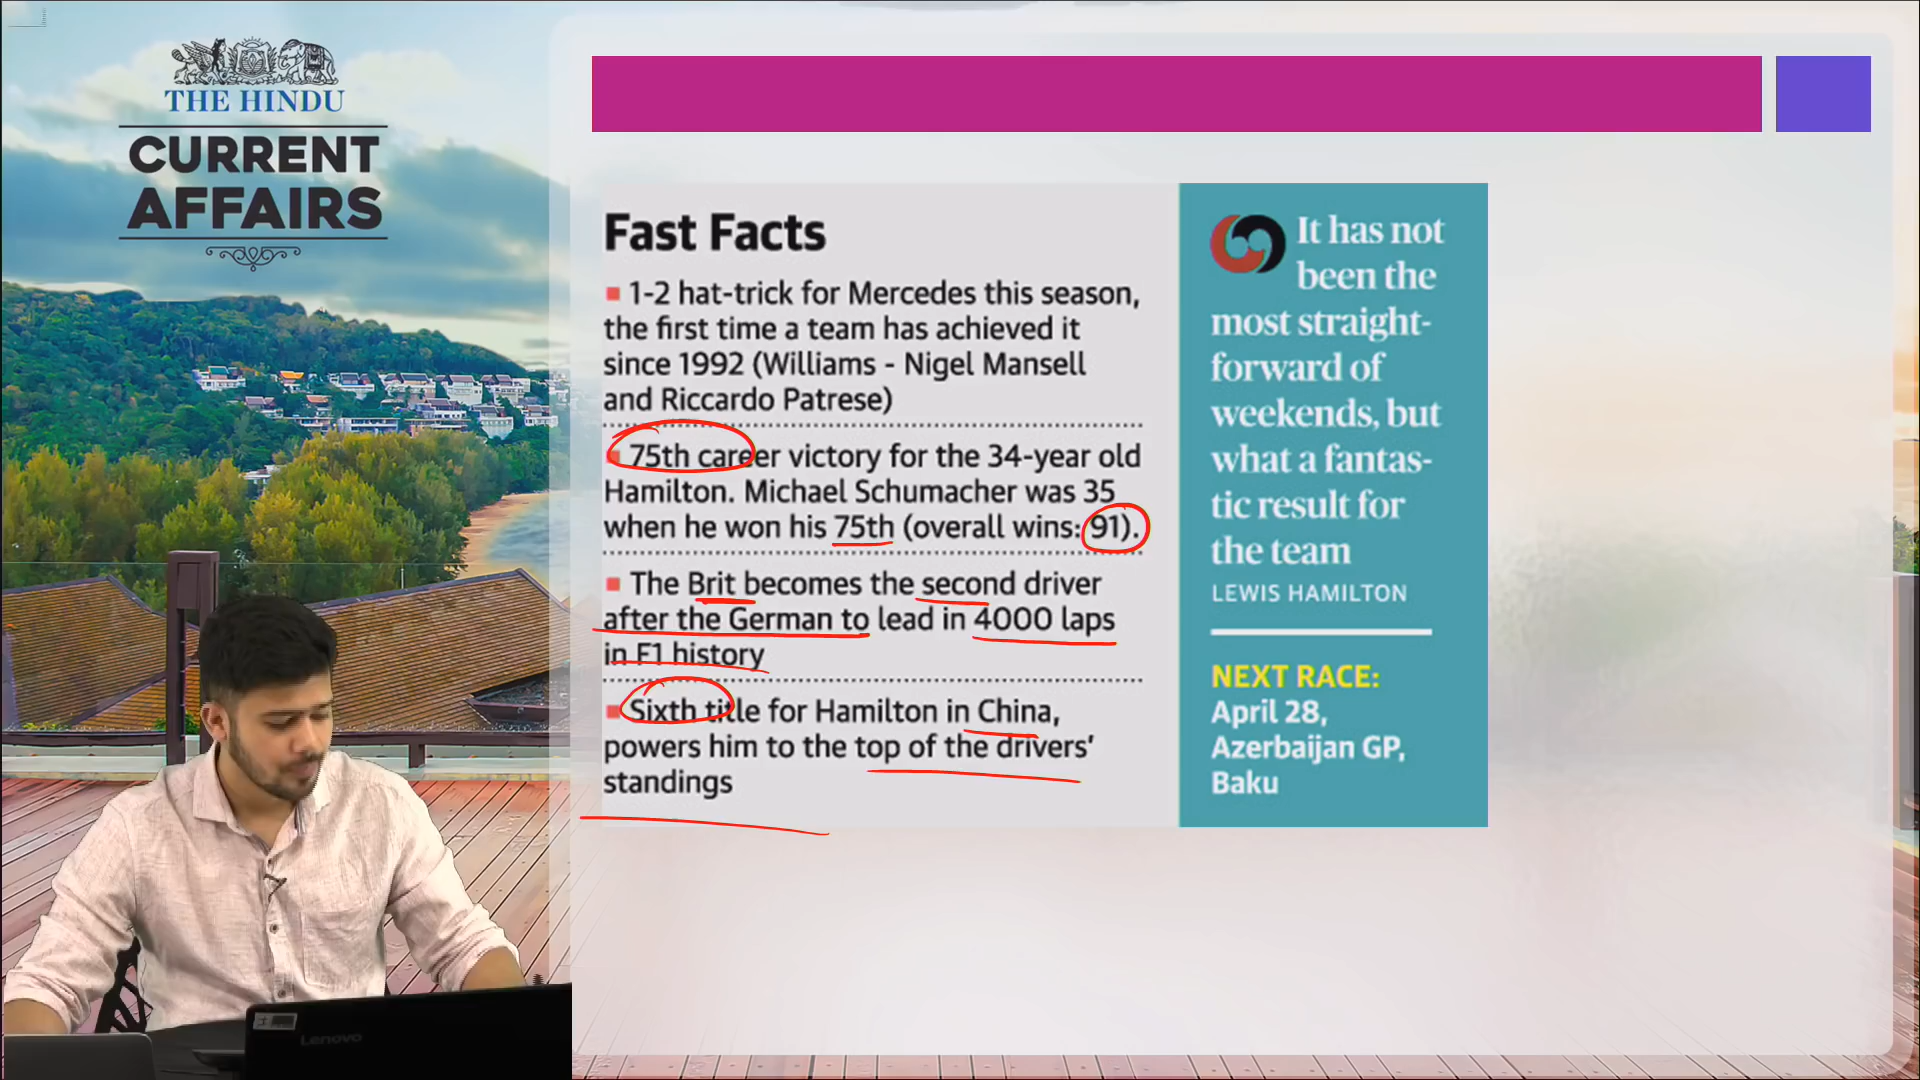 THE HINDU
CURRENT
AFFAIRS
Fast Facts
1-2 hat-trick for Mercedes this season,
the first time a team has achieved it
since 1992 (Williams - Nigel Mansell
and Riccardo Patrese)
75th career victory for the 34-year old
Hamilton. Michael Schumacher was 35
when he won his 75th (overall wins: 91).
The Brit becomes the second driver
after the German to lead in 4000 laps
in F1 history
Sixth title for Hamilton in China,
powers him to the top of the drivers'
standings
It has not
been the
most straight-
forward of
weekends, but
what a fantas-
tic result for
the team
LEWIS HAMILTON
NEXT RACE:
April 28,
Azerbaijan GP,
Baku
Lenovo